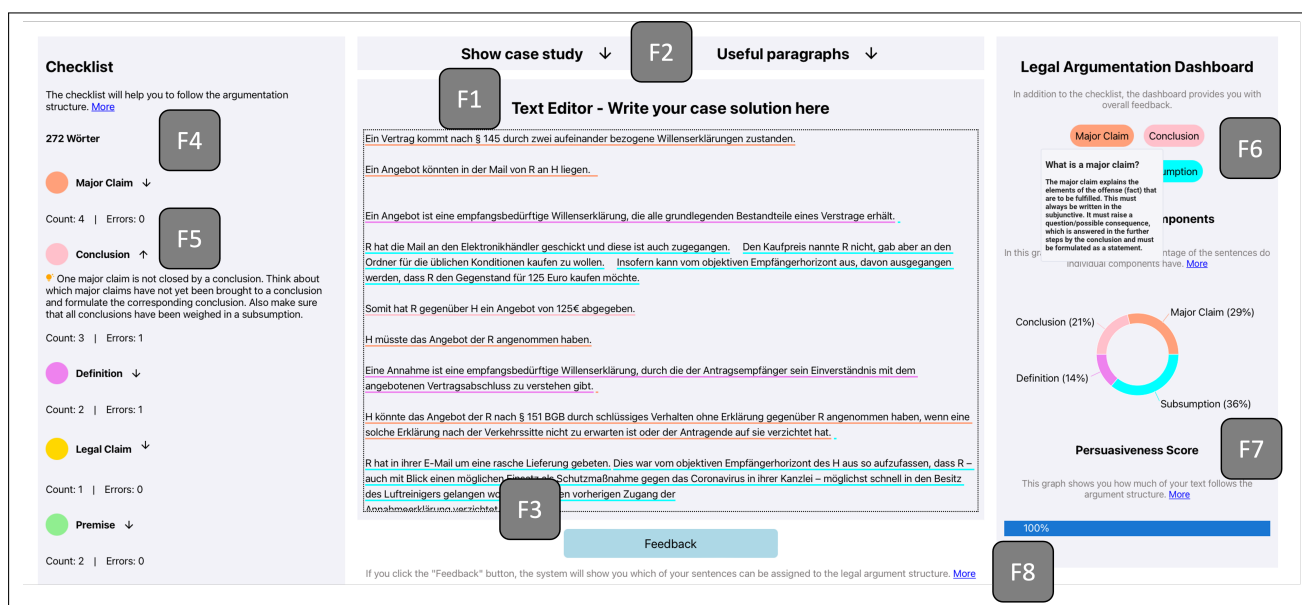 Checklist
The checklist will help you to follow the argumentation
structure. More
272 Wörter
F4
Major Claim ↓
Count: 4 | Errors: 0
F5
Conclusion ↑
One major claim is not closed by a conclusion. Think about
which major claims have not yet been brought to a conclusion
and formulate the corresponding conclusion. Also make sure
that all conclusions have been weighed in a subsumption.
Count: 3 | Errors: 1
Definition ↓
Count: 2 | Errors: 1
Legal Claim ↓
Count: 1 | Errors: 0
Premise ↓
Count: 2 | Errors: 0
Show case study ↓
F2
Useful paragraphs ↓
F1
Text Editor - Write your case solution here
Ein Vertrag kommt nach § 145 durch zwei aufeinander bezogene Willenserklärungen zustanden.
Ein Angebot könnten in der Mail von R an H liegen.
Ein Angebot ist eine empfangsbedürftige Willenserklärung, die alle grundlegenden Bestandteile eines Verstrage erhält.
R hat die Mail an den Elektronikhändler geschickt und diese ist auch zugegangen. Den Kaufpreis nannte R nicht, gab aber an den
Ordner für die üblichen Konditionen kaufen zu wollen. Insofern kann vom objektiven Empfängerhorizont aus, davon ausgegangen
werden, dass R den Gegenstand für 125 Euro kaufen möchte.
Somit hat R gegenüber H ein Angebot von 125€ abgegeben.
H müsste das Angebot der R angenommen haben.
Eine Annahme ist eine empfangsbedürftige Willenserklärung, durch die der Antragsempfänger sein Einverständnis mit dem
angebotenen Vertragsabschluss zu verstehen gibt.
H könnte das Angebot der R nach § 151 BGB durch schlüssiges Verhalten ohne Erklärung gegenüber R angenommen haben, wenn eine
solche Erklärung nach der Verkehrssitte nicht zu erwarten ist oder der Antragende auf sie verzichtet hat.
R hat in ihrer E-Mail um eine rasche Lieferung gebeten. Dies war vom objektiven Empfängerhorizont des H aus so aufzufassen, dass R –
auch mit Blick einen möglichen als Schutzmaßnahme gegen das Coronavirus in ihrer Kanzlei – möglichst schnell in den Besitz
des Luftreinigers gelangen en vorherigen Zugang der
Annahmeerklärung verzichtet
F3
Feedback
If you click the "Feedback" button, the system will show you which of your sentences can be assigned to the legal argument structure. More
Legal Argumentation Dashboard
In addition to the checklist, the dashboard provides you with
overall feedback.
Major Claim Conclusion
F6
umption
What is a major claim?
The major claim explains the
elements of the offense (fact) that
are to be fulfilled. This must
always be written in the
subjunctive. It must raise a
question/possible consequence,
which is answered in the further
steps by the conclusion and must
be formulated as a statement.
ponents
In this gr ntage of the sentences do
individual components have. More
Conclusion (21%)
Major Claim (29%)
Definition (14%)
Subsumption (36%)
F7
Persuasiveness Score
This graph shows you how much of your text follows the
argument structure. More
100%
F8